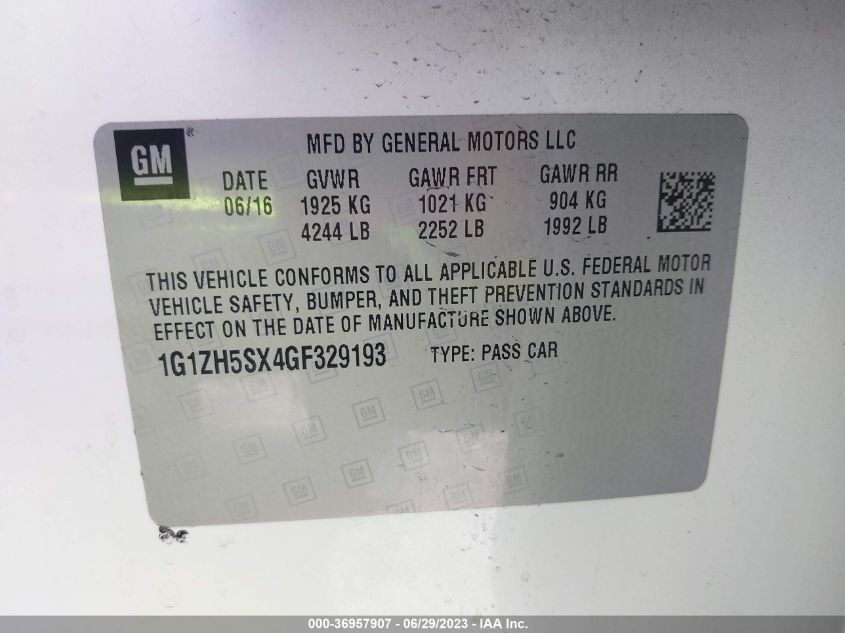 GM®
MFD BY GENERAL MOTORS LLC
DATE GVWR GAWR FRT GAWR RR
06/16 1925 KG 1021 KG 904 KG
4244 LB 2252 LB 1992 LB
THIS VEHICLE CONFORMS TO ALL APPLICABLE U.S. FEDERAL MOTOR
VEHICLE SAFETY, BUMPER, AND THEFT PREVENTION STANDARDS IN
EFFECT ON THE DATE OF MANUFACTURE SHOWN ABOVE.
1G1ZH5SX4GF329193 TYPE: PASS CAR
000-36957907 - 06/29/2023 - IAA Inc.